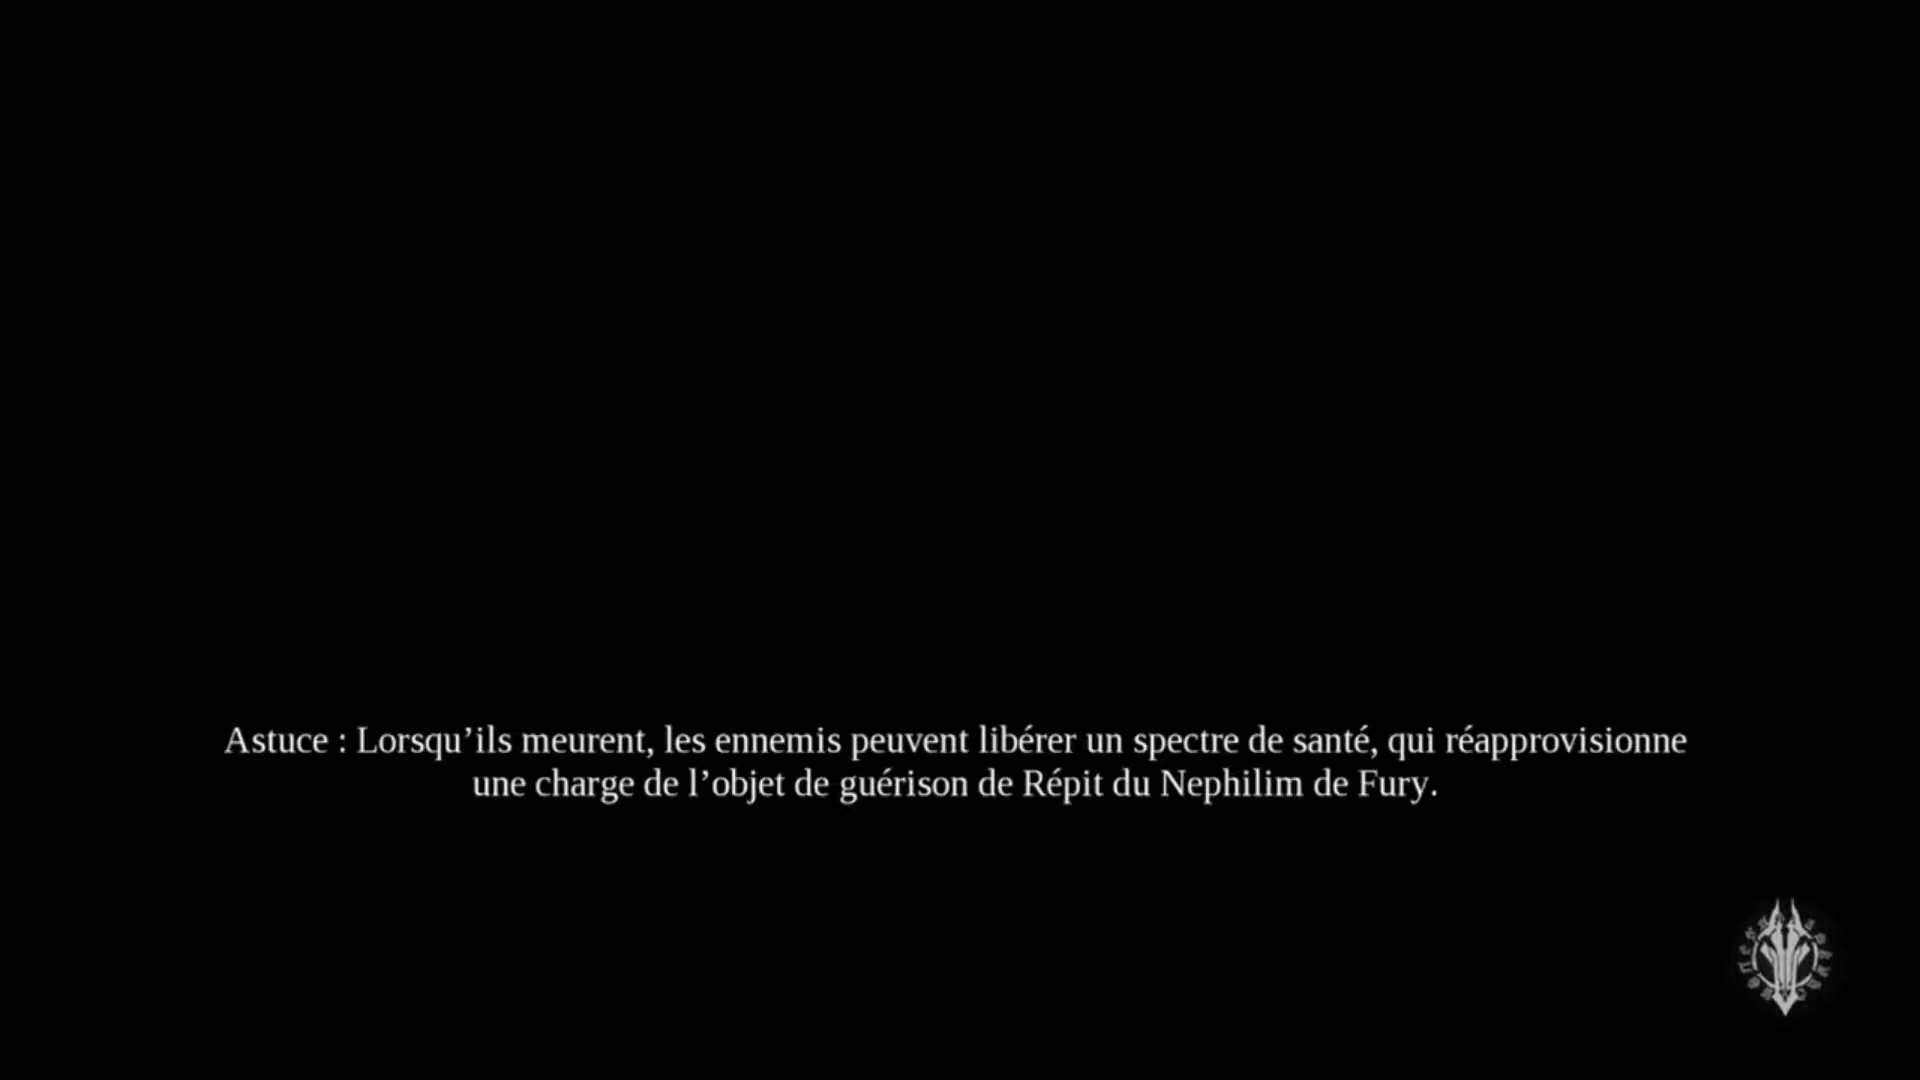 Astuce : Lorsqu’ils meurent, les ennemis peuvent libérer un spectre de santé, qui réapprovisionne
une charge de l’objet de guérison de Répit du Nephilim de Fury.